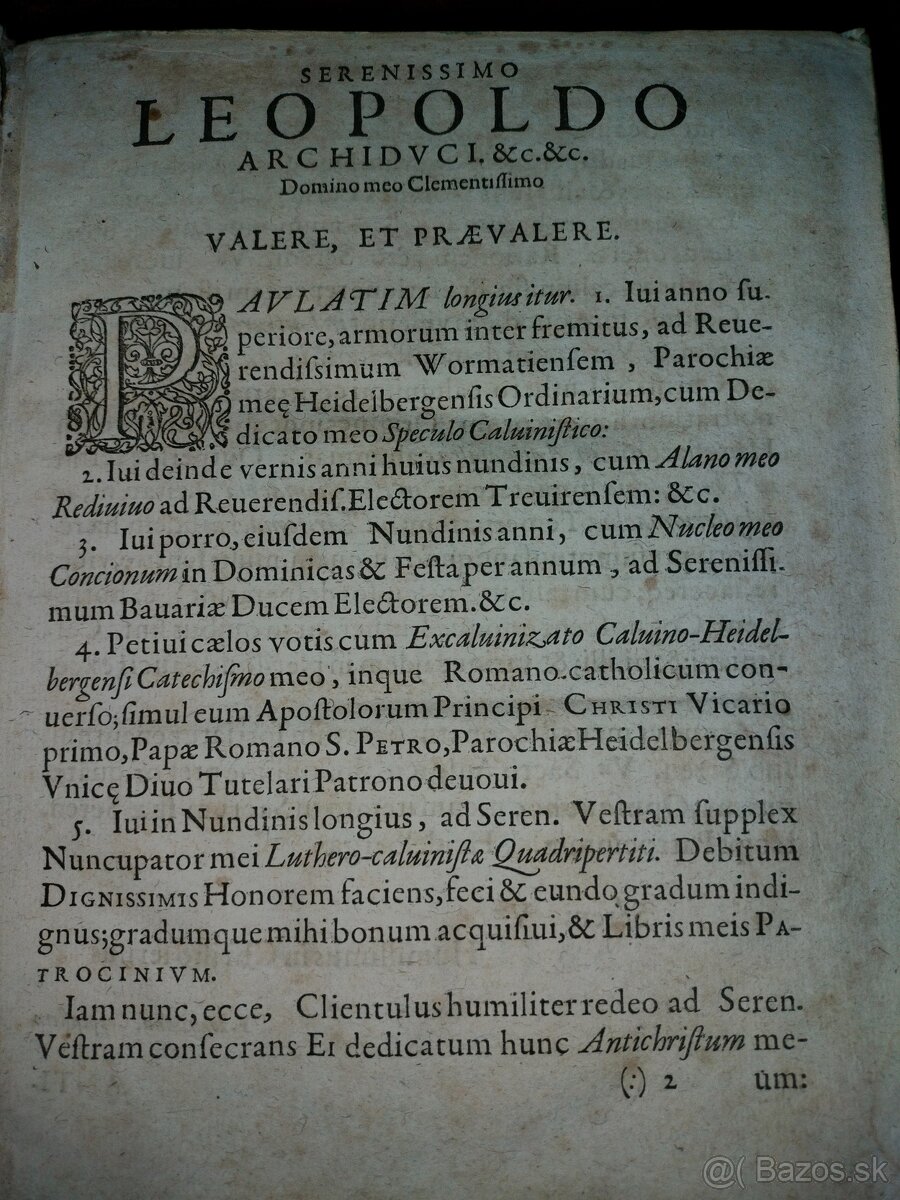 SERENISSIMO
LEOPOLDO
ARCHIDVCI. &c.&c.
Domino meo Clementiſſimo
VALERE, ET PRÆVALERE.
PAVLATIM longius itur. 1. Iui anno ſu-
periore, armorum inter fremitus, ad Reue-
rendiſsimum Wormatienſem, Parochiæ
meę Heidelbergenſis Ordinarium, cum De-
dicato meo Speculo Caluiniſtico:
2. Iui deinde vernis anni huius nundinis, cum Alano meo
Rediuiuo ad Reuerendiſ. Electorem Treuirenſem: &c.
3. Iui porro, eiuſdem Nundinis anni, cum Nucleo meo
Concionum in Dominicas & Feſta per annum, ad Sereniſſi-
mum Bauariæ Ducem Electorem. &c.
4. Petiui cælos votis cum Excaluinizato Caluino-Heidel-
bergenſi Catechiſmo meo, inque Romano-catholicum con-
uerſo; ſimul eum Apoſtolorum Principi CHRISTI Vicario
primo, Papæ Romano S. PETRO, Parochiæ Heidelbergenſis
Vnicę Diuo Tutelari Patrono deuoui.
5. Iui in Nundinis longius, ad Seren. Veſtram ſupplex
Nuncupator mei Luthero-caluiniſtæ Quadripertiti. Debitum
DIGNISSIMIS Honorem faciens, feci & eundo gradum indi-
gnus; gradumque mihi bonum acquiſiui, & Libris meis PA-
TROCINIVM.
Iam nunc, ecce, Clientulus humiliter redeo ad Seren.
Veſtram conſecrans EI dedicatum hunc Antichriſtum me-
(:) 2 um:
@( Bazos.sk